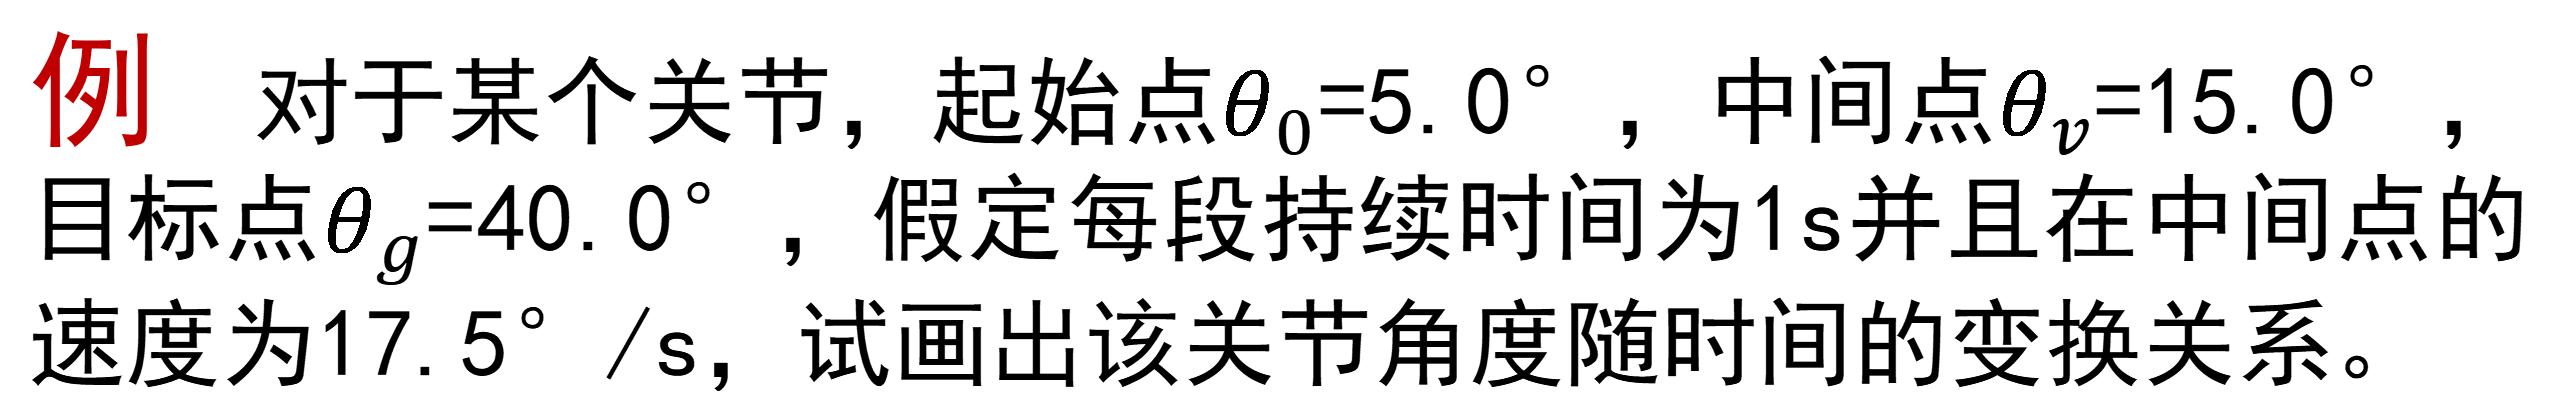 例 对于某个关节，起始点θ₀=5.0°，中间点θᵥ=15.0°，
目标点θg=40.0°，假定每段持续时间为1s并且在中间点的
速度为17.5°/s，试画出该关节角度随时间的变换关系。